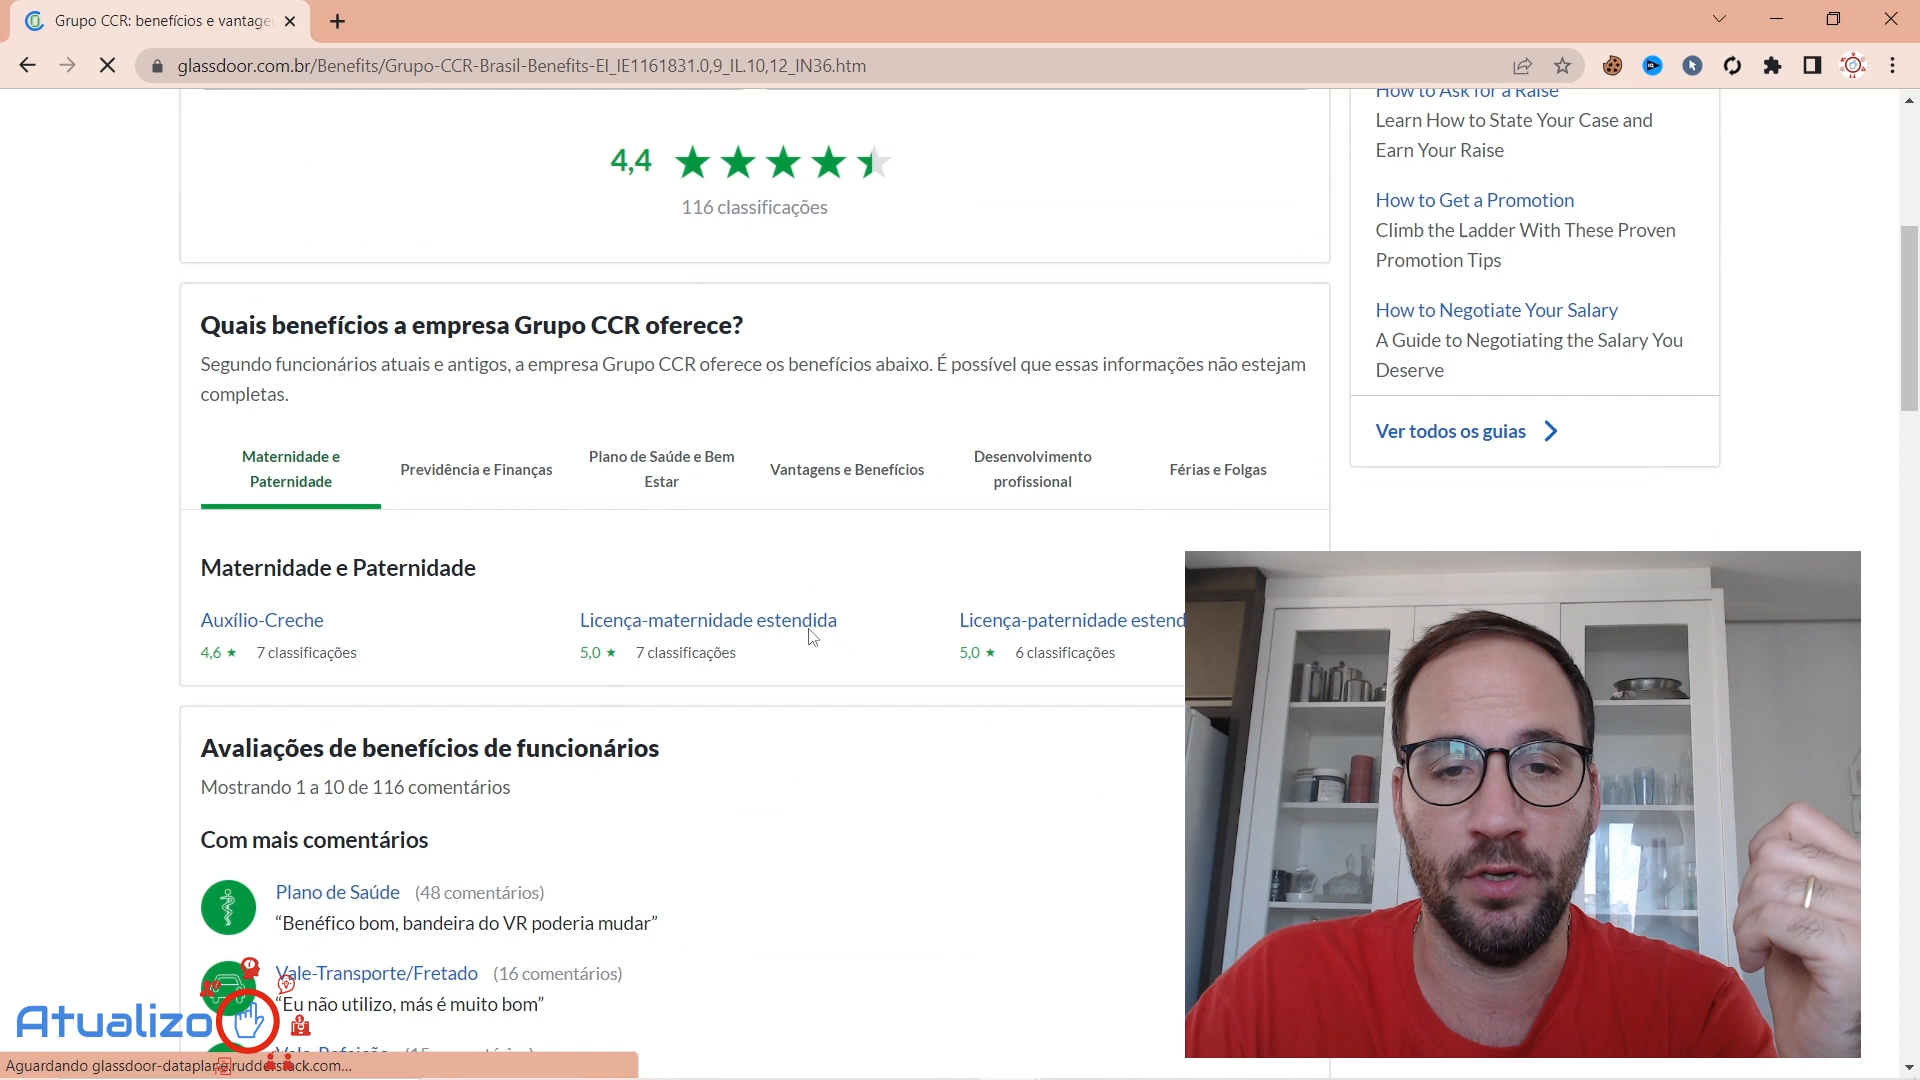 Grupo CCR: benefícios e vantage
glassdoor.com.br/Benefits/Grupo-CCR-Brasil-Benefits-EI_IE1161831.0,9_IL.10,12_IN36.htm
4,4
116 classificações
Quais benefícios a empresa Grupo CCR oferece?
Segundo funcionários atuais e antigos, a empresa Grupo CCR oferece os benefícios abaixo. É possível que essas informações não estejam
completas.
Maternidade e
Paternidade
Previdência e Finanças
Plano de Saúde e Bem
Estar
Vantagens e Benefícios
Desenvolvimento
profissional
Férias e Folgas
Maternidade e Paternidade
Auxílio-Creche
4,6 ★ 7 classificações
Licença-maternidade estendida
5,0 ★ 7 classificações
Licença-paternidade estend
5,0 ★ 6 classificações
Avaliações de benefícios de funcionários
Mostrando 1 a 10 de 116 comentários
Com mais comentários
Plano de Saúde (48 comentários)
“Benéfico bom, bandeira do VR poderia mudar”
Vale-Transporte/Fretado (16 comentários)
“Eu não utilizo, más é muito bom”
How to Ask for a Raise
Learn How to State Your Case and
Earn Your Raise
How to Get a Promotion
Climb the Ladder With These Proven
Promotion Tips
How to Negotiate Your Salary
A Guide to Negotiating the Salary You
Deserve
Ver todos os guias
Atualizo
Aguardando glassdoor-dataplane.rudderstack.com...